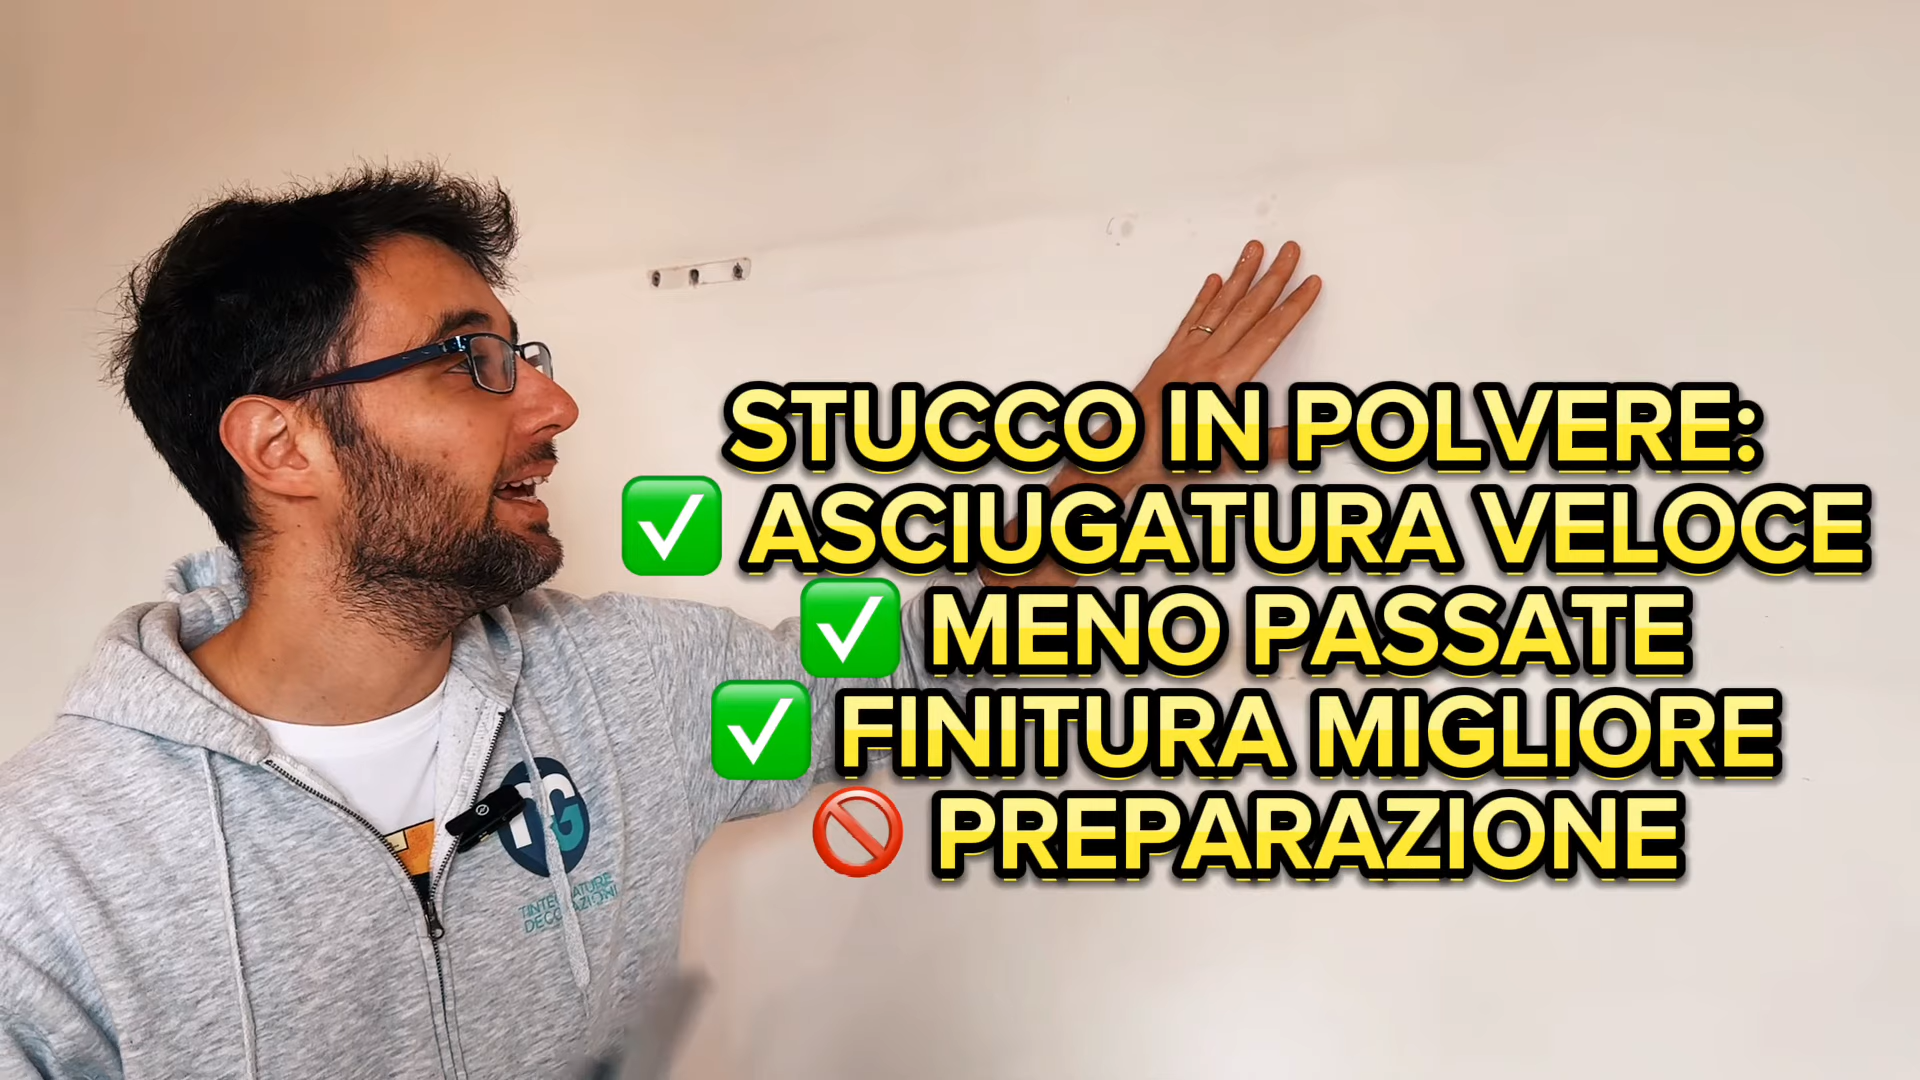 STUCCO IN POLVERE:
✅ ASCIUGATURA VELOCE
✅ MENO PASSATE
✅ FINITURA MIGLIORE
🚫 PREPARAZIONE